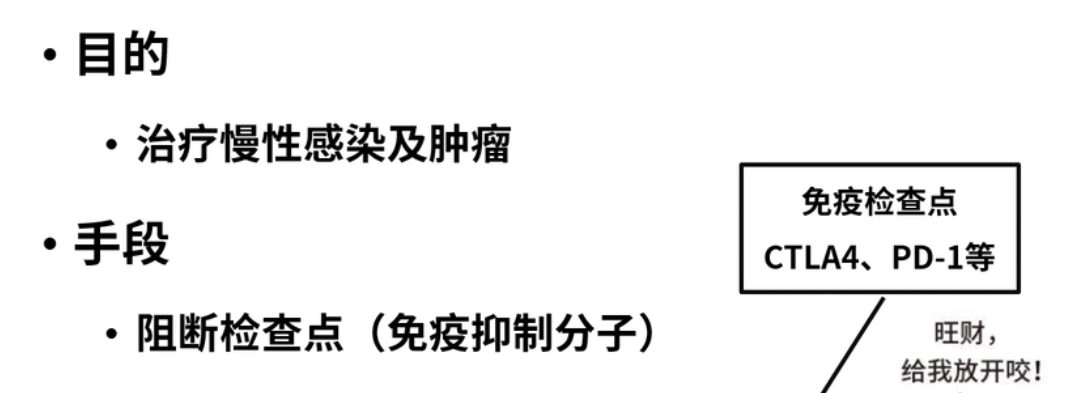 • 目的
• 治疗慢性感染及肿瘤
• 手段
• 阻断检查点（免疫抑制分子）
免疫检查点
CTLA4、PD-1等
旺财，
给我放开咬！